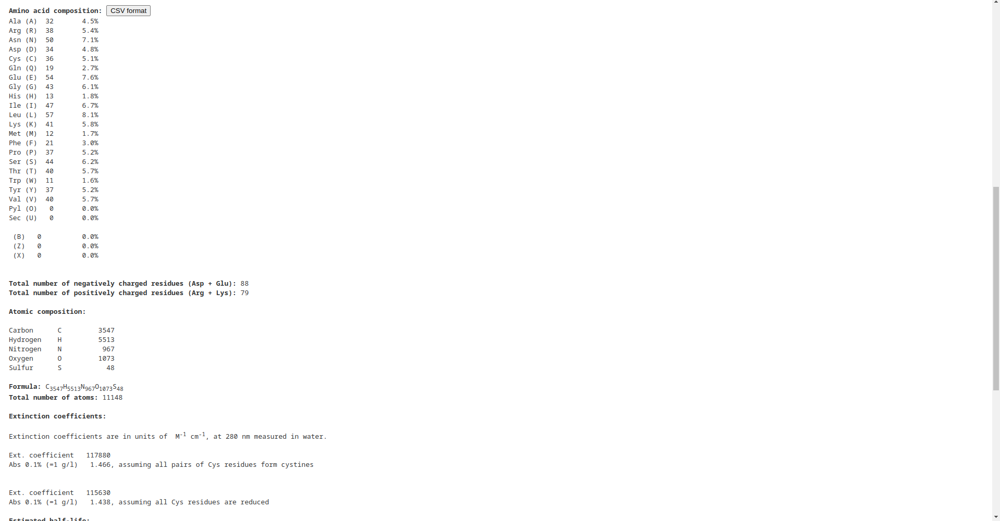 Amino acid composition: CSV format
Ala (A) 32 4.5%
Arg (R) 38 5.4%
Asn (N) 50 7.1%
Asp (D) 34 4.8%
Cys (C) 36 5.1%
Gln (Q) 19 2.7%
Glu (E) 54 7.6%
Gly (G) 43 6.1%
His (H) 13 1.8%
Ile (I) 47 6.7%
Leu (L) 57 8.1%
Lys (K) 41 5.8%
Met (M) 12 1.7%
Phe (F) 21 3.0%
Pro (P) 37 5.2%
Ser (S) 44 6.2%
Thr (T) 40 5.7%
Trp (W) 11 1.6%
Tyr (Y) 37 5.2%
Val (V) 40 5.7%
Pyl (O) 0 0.0%
Sec (U) 0 0.0%
(B) 0 0.0%
(Z) 0 0.0%
(X) 0 0.0%
Total number of negatively charged residues (Asp + Glu): 88
Total number of positively charged residues (Arg + Lys): 79
Atomic composition:
Carbon C 3547
Hydrogen H 5513
Nitrogen N 967
Oxygen O 1073
Sulfur S 48
Formula: C3547H5513N967O1073S48
Total number of atoms: 11148
Extinction coefficients:
Extinction coefficients are in units of M-1 cm-1, at 280 nm measured in water.
Ext. coefficient 117880
Abs 0.1% (=1 g/l) 1.466, assuming all pairs of Cys residues form cystines
Ext. coefficient 115630
Abs 0.1% (=1 g/l) 1.438, assuming all Cys residues are reduced
Estimated half-life: